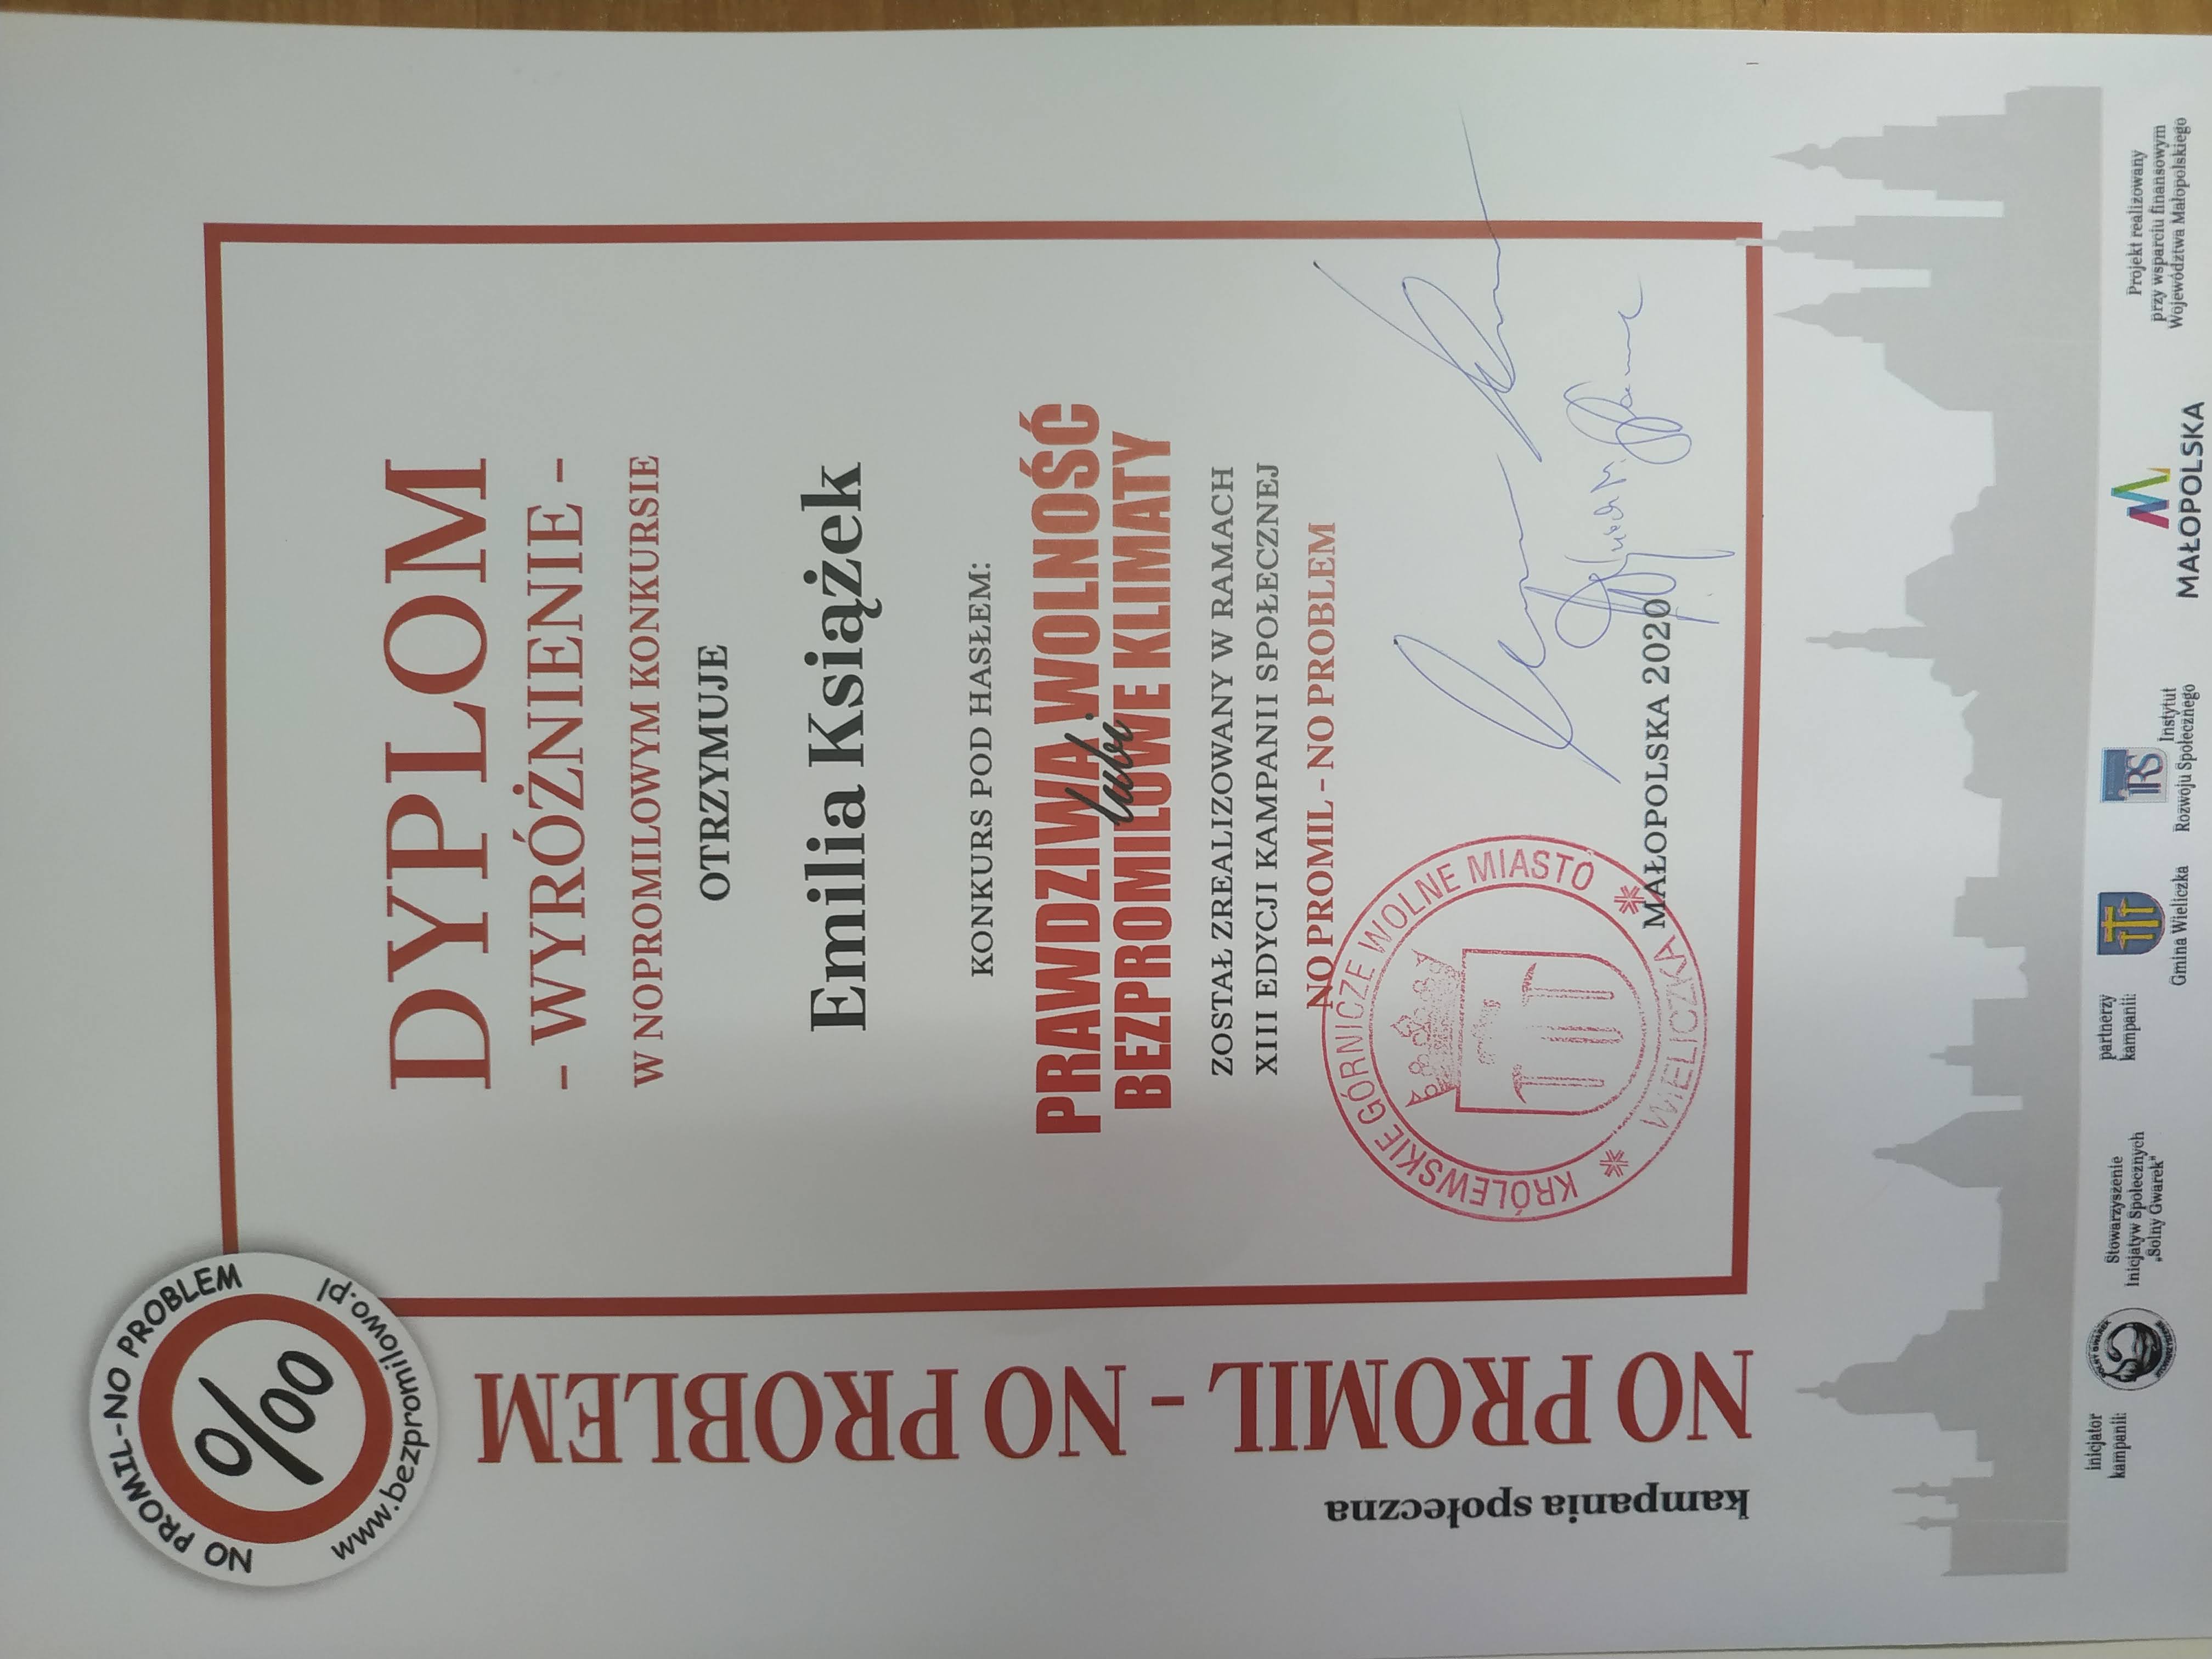 NO PROMIL-NO PROBLEM
%00
www.bezpromilowo.pl
kampania społeczna
NO PROMIL - NO PROBLEM
DYPLOM
- WYRÓŻNIENIE -
W NOPROMILOWYM KONKURSIE
OTRZYMUJE
Emilia Książek
KONKURS POD HASŁEM:
PRAWDZIWA WOLNOŚĆ
lubi
BEZPROMILOWE KLIMATY
ZOSTAŁ ZREALIZOWANY W RAMACH
XIII EDYCJI KAMPANII SPOŁECZNEJ
NO PROMIL - NO PROBLEM
KRÓLEWSKIE GÓRNICZE WOLNE MIASTO
* WIELICZKA *
MAŁOPOLSKA 2020
inicjator
kampanii:
Stowarzyszenie
Inicjatyw Społecznych
„Solny Gwarek"
partnerzy
kampanii:
Gmina Wieliczka
IRS
Instytut
Rozwoju Społecznego
MAŁOPOLSKA
Projekt realizowany
przy wsparciu finansowym
Województwa Małopolskiego